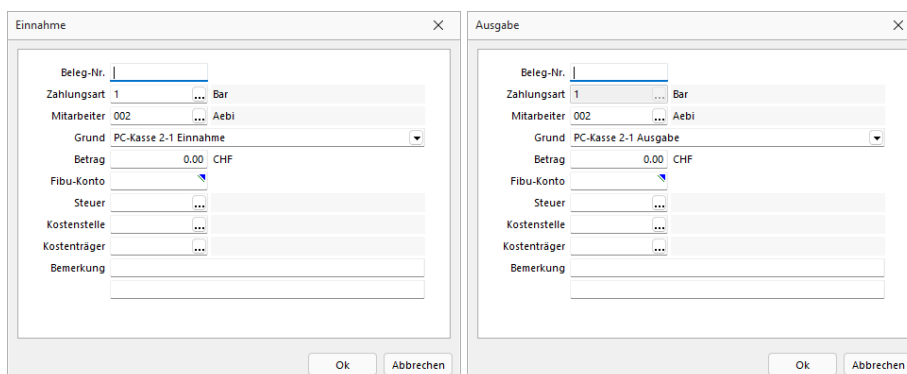 Einnahme
Beleg-Nr.
Zahlungsart 1 ... Bar
Mitarbeiter 002 ... Aebi
Grund PC-Kasse 2-1 Einnahme
Betrag 0.00 CHF
Fibu-Konto
Steuer ...
Kostenstelle ...
Kostenträger ...
Bemerkung
Ok Abbrechen
Ausgabe
Beleg-Nr.
Zahlungsart 1 ... Bar
Mitarbeiter 002 ... Aebi
Grund PC-Kasse 2-1 Ausgabe
Betrag 0.00 CHF
Fibu-Konto
Steuer ...
Kostenstelle ...
Kostenträger ...
Bemerkung
Ok Abbrechen